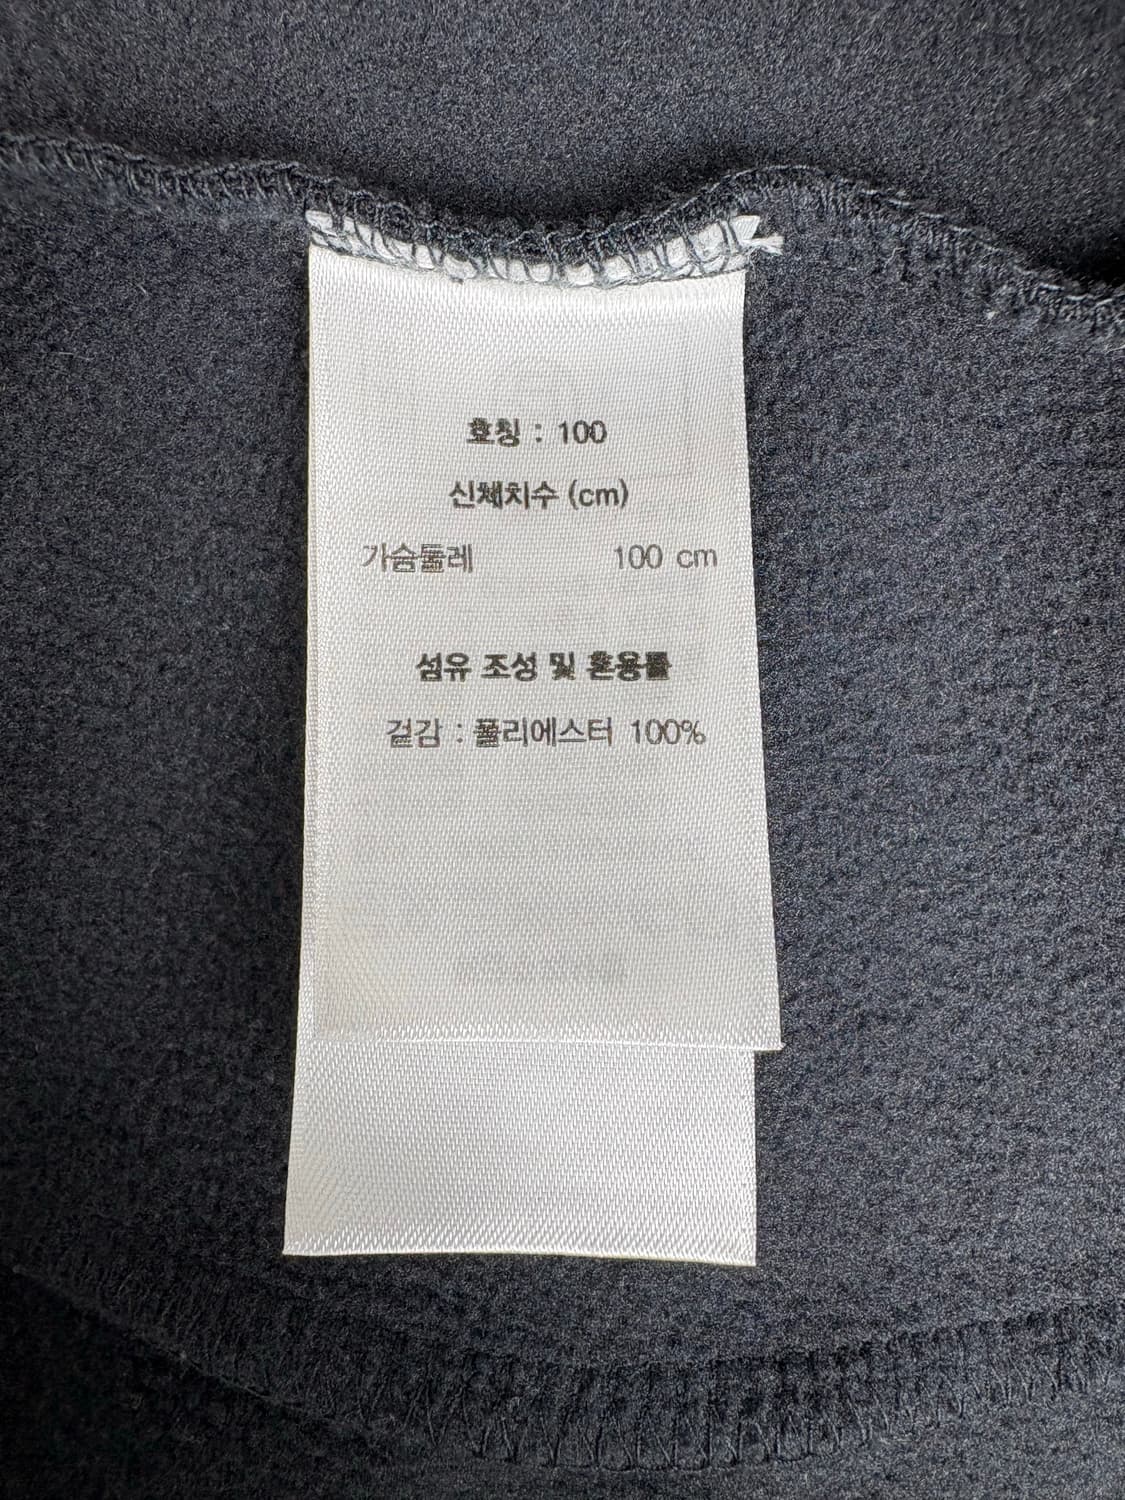 호칭 : 100
신체치수 (cm)
가슴둘레 100 cm
섬유 조성 및 혼용률
겉감 : 폴리에스터 100%